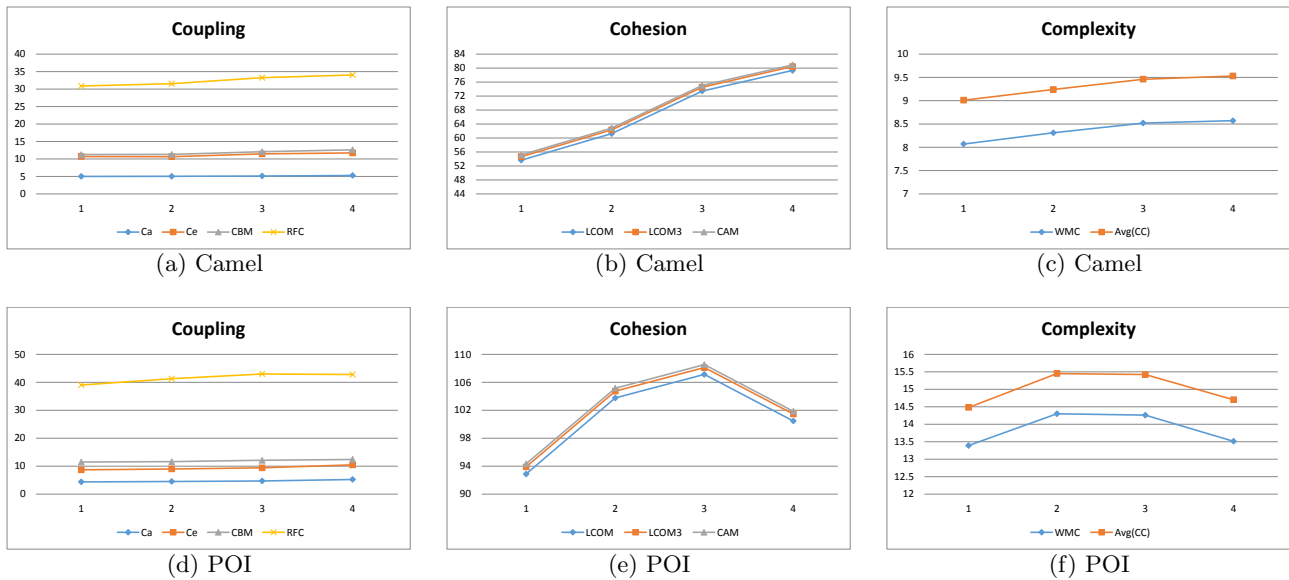 Coupling
40
35
30
25
20
15
10
5
0
1 2 3 4
Ca Ce CBM RFC
(a) Camel
Cohesion
84
80
76
72
68
64
60
56
52
48
44
1 2 3 4
LCOM LCOM3 CAM
(b) Camel
Complexity
10
9.5
9
8.5
8
7.5
7
1 2 3 4
WMC Avg(CC)
(c) Camel
Coupling
50
40
30
20
10
0
1 2 3 4
Ca Ce CBM RFC
(d) POI
Cohesion
110
106
102
98
94
90
1 2 3 4
LCOM LCOM3 CAM
(e) POI
Complexity
16
15.5
15
14.5
14
13.5
13
12.5
12
1 2 3 4
WMC Avg(CC)
(f) POI